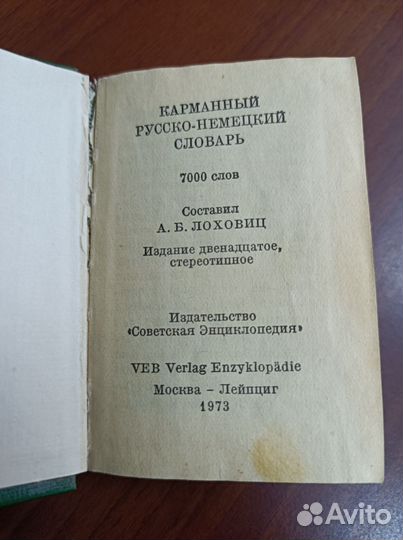 КАРМАННЫЙ
РУССКО-НЕМЕЦКИЙ
СЛОВАРЬ
7000 слов
Составил
А. Б. ЛОХОВИЦ
Издание двенадцатое,
стереотипное
Издательство
«Советская Энциклопедия»
VEB Verlag Enzyklopädie
Москва – Лейпциг
1973
Avito